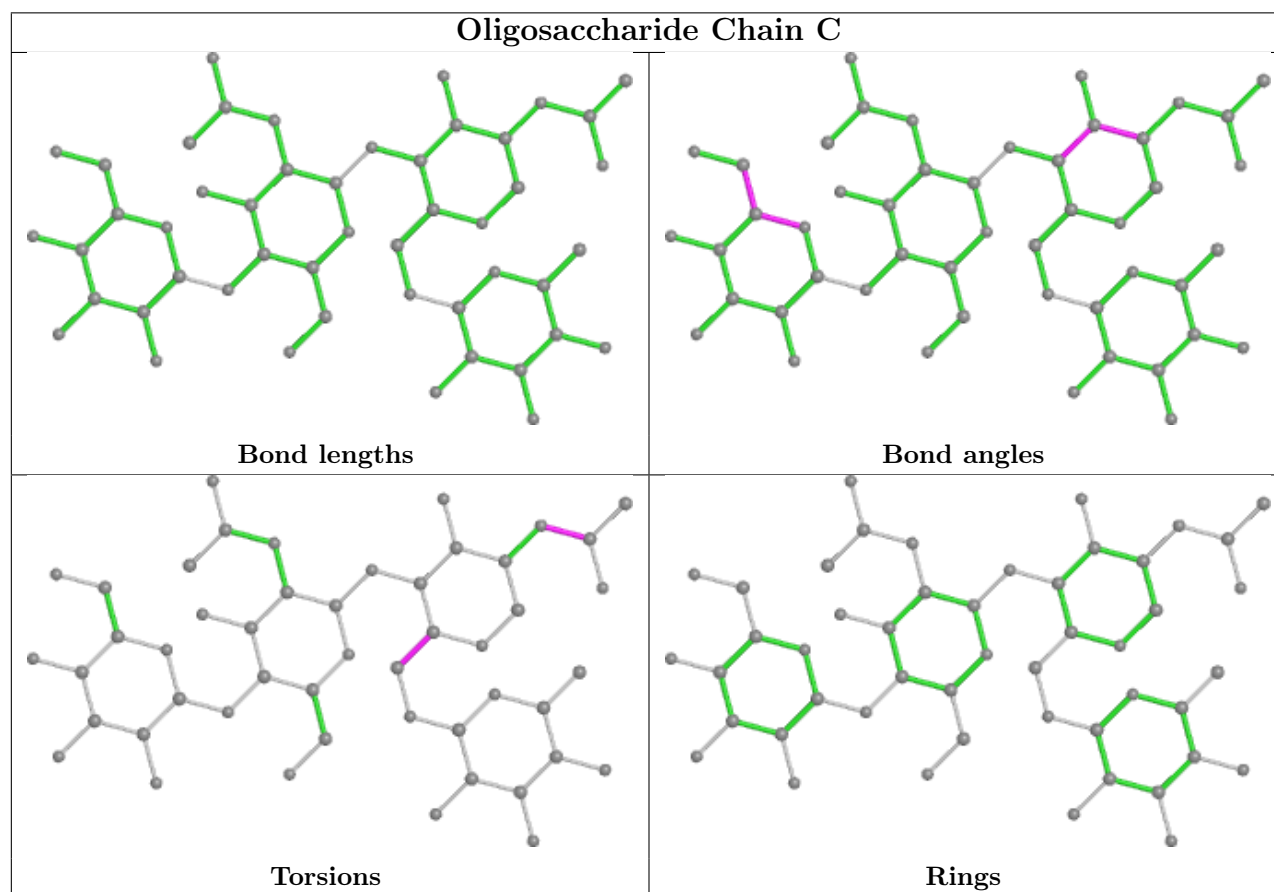 Oligosaccharide Chain C
Bond lengths
Bond angles
Torsions
Rings